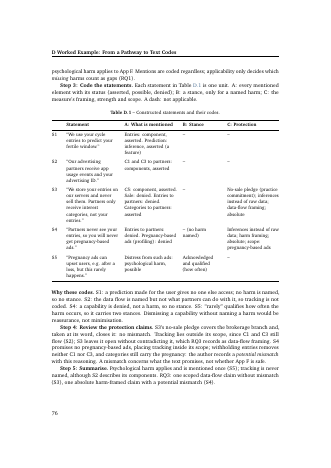 D Worked Example: From a Pathway to Text Codes
psychological harm applies to App F. Mentions are coded regardless; applicability only decides which
missing harms count as gaps (RQ1).
Step 3: Code the statements. Each statement in Table D.1 is one unit. A: every mentioned
element with its status (asserted, possible, denied); B: a stance, only for a named harm; C: the
measure's framing, strength and scope. A dash: not applicable.
Table D.1 – Constructed statements and their codes.
Statement A: What is mentioned B: Stance C: Protection
S1 "We use your cycle Entries: component, – –
entries to predict your asserted. Prediction:
fertile window." inference, asserted (a
feature)
S2 "Our advertising C1 and C3 to partners: – –
partners receive app components, asserted
usage events and your
advertising ID."
S3 "We store your entries on C5: component, asserted. – No-sale pledge (practice
our servers and never Sale: denied. Entries to commitment); inferences
sell them. Partners only partners: denied. instead of raw data;
receive interest Categories to partners: data-flow framing;
categories, not your asserted absolute
entries."
S4 "Partners never see your Entries to partners: – (no harm Inferences instead of raw
entries, so you will never denied. Pregnancy-based named) data; harm framing;
get pregnancy-based ads (profiling): denied absolute; scope:
ads." pregnancy-based ads
S5 "Pregnancy ads can Distress from such ads: Acknowledged –
upset users, e.g. after a psychological harm, and qualified
loss, but this rarely possible (how often)
happens."
Why these codes. S1: a prediction made for the user gives no one else access; no harm is named,
so no stance. S2: the data flow is named but not what partners can do with it, so tracking is not
coded. S4: a capability is denied, not a harm, so no stance. S5: "rarely" qualifies how often the
harm occurs, so it carries two stances. Dismissing a capability without naming a harm would be
reassurance, not minimisation.
Step 4: Review the protection claims. S3's no-sale pledge covers the brokerage branch and,
taken at its word, closes it: no mismatch. Tracking lies outside its scope, since C1 and C3 still
flow (S2); S3 leaves it open without contradicting it, which RQ3 records as data-flow framing. S4
promises no pregnancy-based ads, placing tracking inside its scope; withholding entries removes
neither C1 nor C3, and categories still carry the pregnancy: the author records a potential mismatch
with this reasoning. A mismatch concerns what the text promises, not whether App F is safe.
Step 5: Summarise. Psychological harm applies and is mentioned once (S5); tracking is never
named, although S2 describes its components. RQ3: one scoped data-flow claim without mismatch
(S3), one absolute harm-framed claim with a potential mismatch (S4).
76